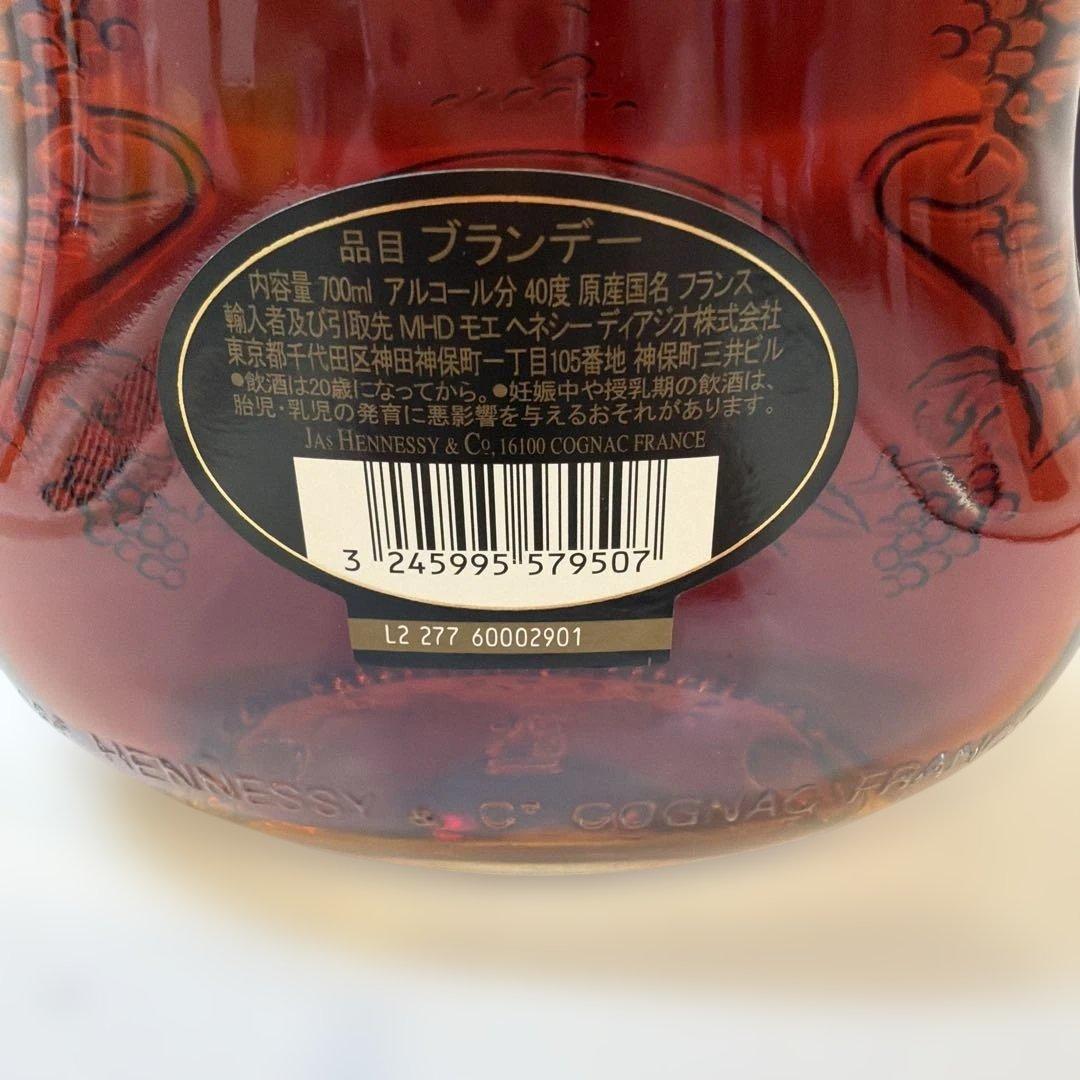 品目 ブランデー
内容量 700ml アルコール分 40度 原産国名 フランス
輸入者及び引取先 MHD モエ ヘネシー ディアジオ株式会社
東京都千代田区神田神保町一丁目105番地 神保町三井ビル
●飲酒は20歳になってから。●妊娠中や授乳期の飲酒は、
胎児・乳児の発育に悪影響を与えるおそれがあります。
JAS HENNESSY & Cº, 16100 COGNAC FRANCE
3 245995 579507
L2 277 60002901
HENNESSY & Cº COGNAC FRAN